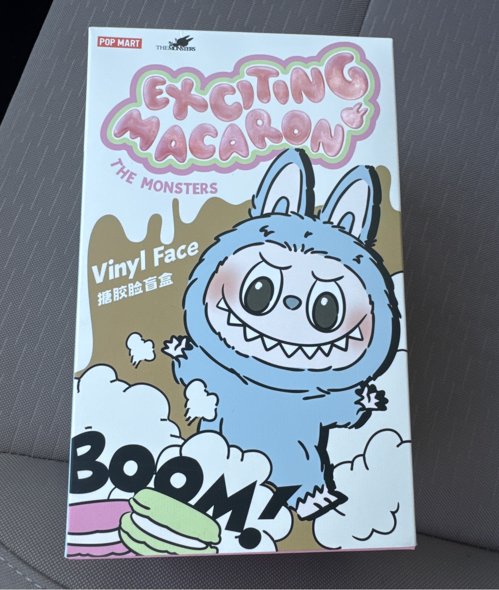 POP MART
THE MONSTERS
EXCITING
MACARON
THE MONSTERS
Vinyl Face
搪胶脸盲盒
BOOM!